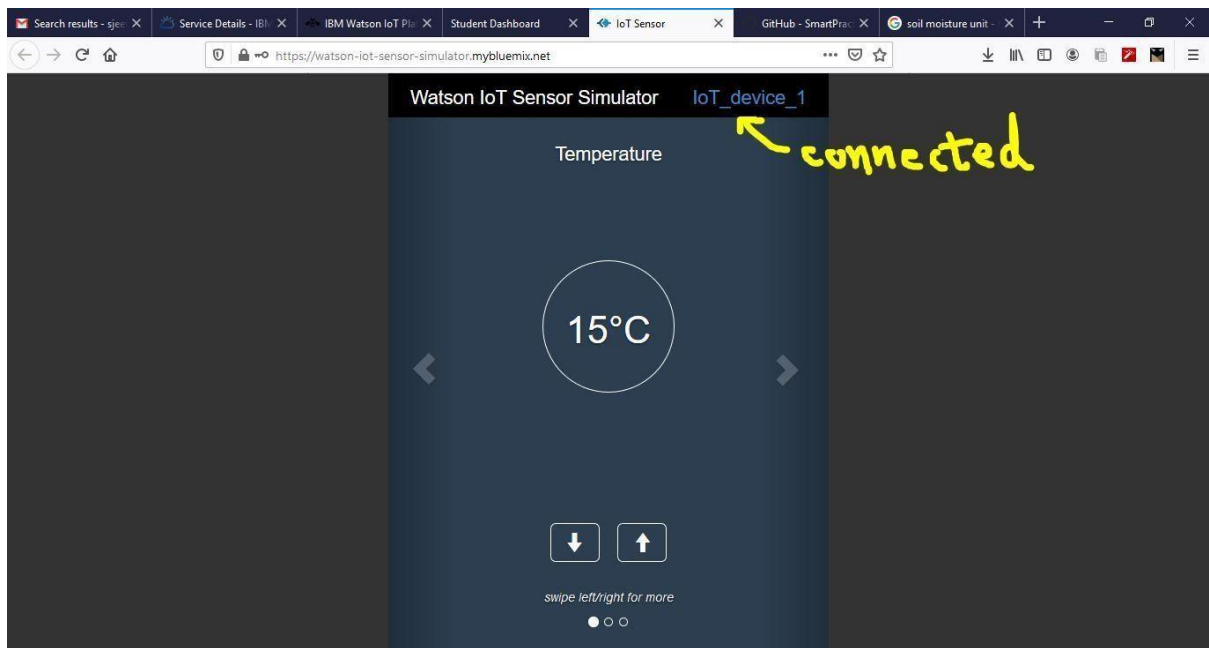 Search results - sjee
Service Details - IBM
IBM Watson IoT Pla
Student Dashboard
IoT Sensor
GitHub - SmartPrac
soil moisture unit -
https://watson-iot-sensor-simulator.mybluemix.net
Watson IoT Sensor Simulator IoT_device_1
connected
Temperature
15°C
swipe left/right for more